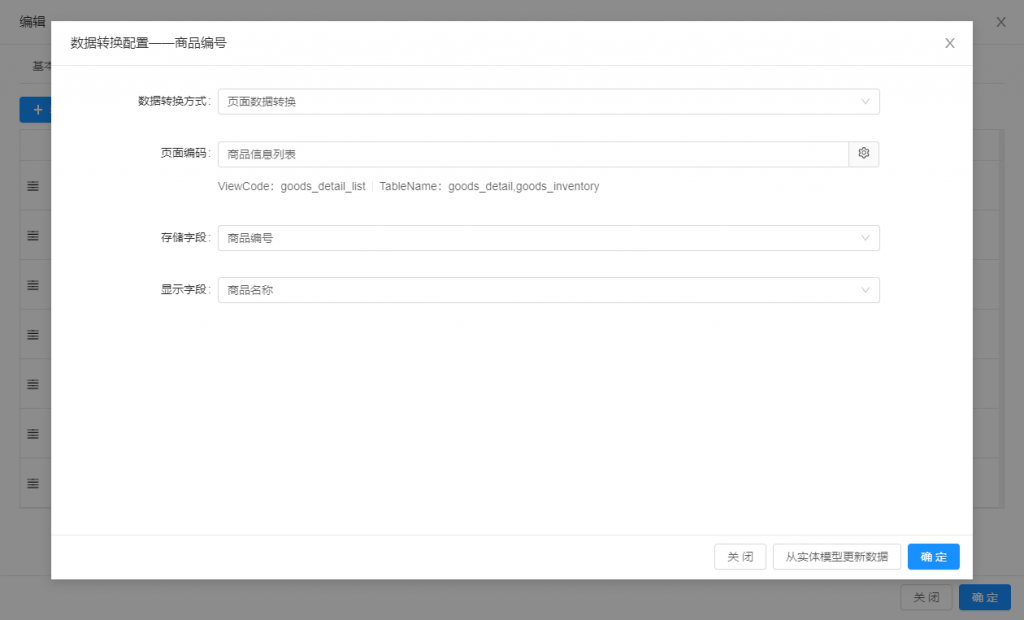 编辑
数据转换配置——商品编号
基本
数据转换方式: 页面数据转换
页面编码: 商品信息列表
ViewCode：goods_detail_list | TableName：goods_detail,goods_inventory
存储字段: 商品编号
显示字段: 商品名称
关闭 从实体模型更新数据 确定
关闭 确定